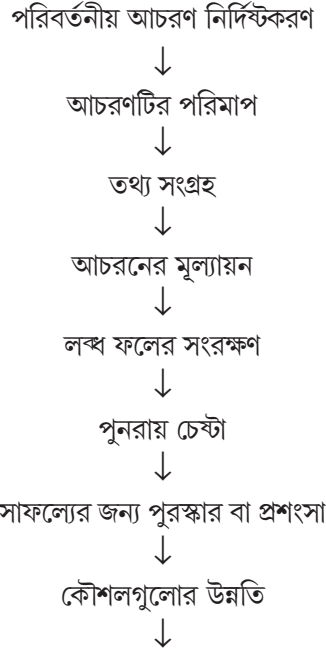 পরিবর্তনীয় আচরণ নির্দিষ্টকরণ
↓
আচরণটির পরিমাপ
↓
তথ্য সংগ্রহ
↓
আচরনের মূল্যায়ন
↓
লব্ধ ফলের সংরক্ষণ
↓
পুনরায় চেষ্টা
↓
সাফল্যের জন্য পুরস্কার বা প্রশংসা
↓
কৌশলগুলোর উন্নতি
↓